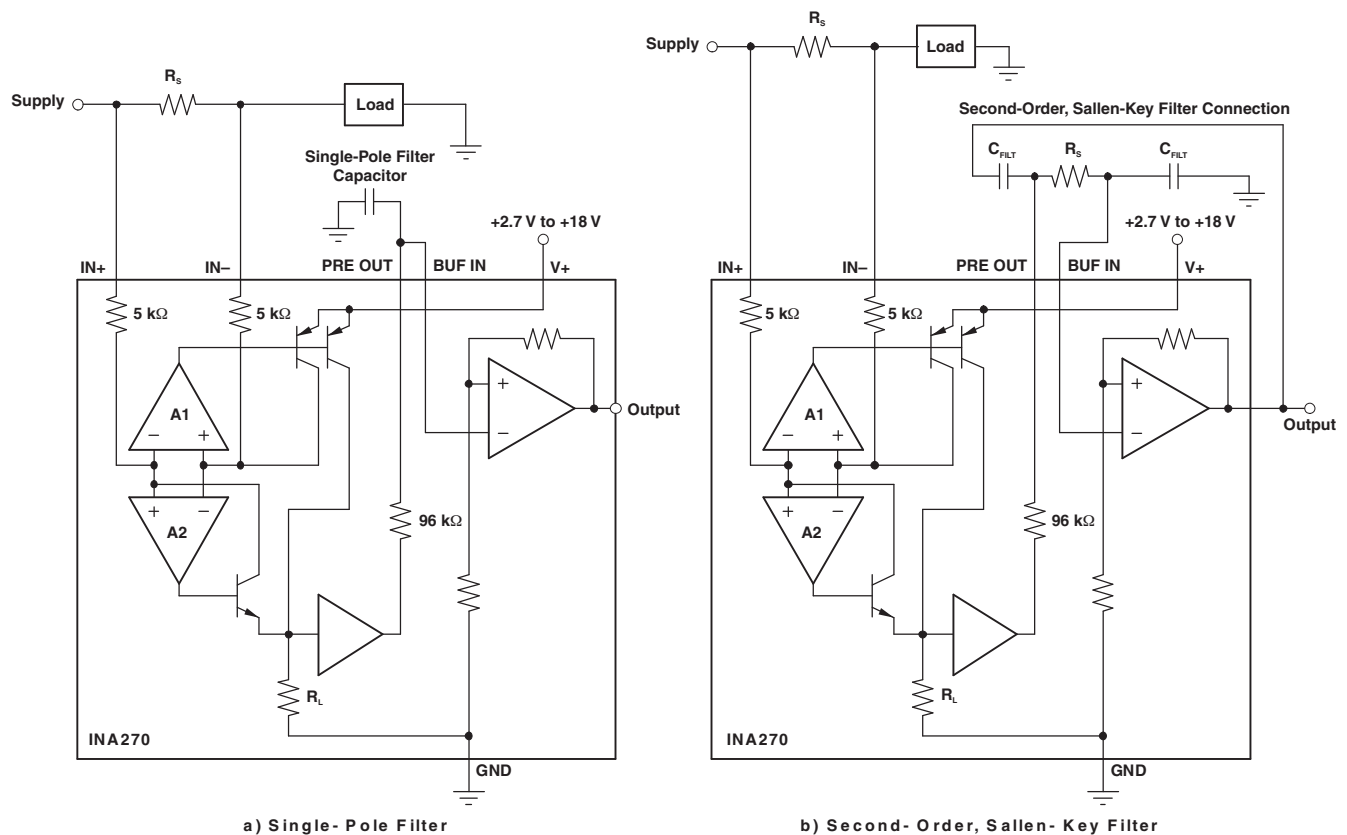 R_S
Supply
Load
Single-Pole Filter
Capacitor
+2.7 V to +18 V
IN+
IN–
PRE OUT
BUF IN
V+
5 kΩ
5 kΩ
A1
–
+
+
–
Output
A2
+
–
96 kΩ
R_L
INA270
GND
a) Single- Pole Filter
R_S
Supply
Load
Second-Order, Sallen-Key Filter Connection
C_FILT
R_S
C_FILT
+2.7 V to +18 V
IN+
IN–
PRE OUT
BUF IN
V+
5 kΩ
5 kΩ
A1
–
+
+
–
Output
A2
+
–
96 kΩ
R_L
INA270
GND
b) Second- Order, Sallen- Key Filter